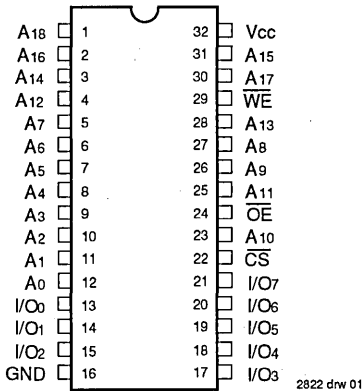 A18 1 32 Vcc
A16 2 31 A15
A14 3 30 A17
A12 4 29 W̅E̅
A7 5 28 A13
A6 6 27 A8
A5 7 26 A9
A4 8 25 A11
A3 9 24 O̅E̅
A2 10 23 A10
A1 11 22 C̅S̅
A0 12 21 I/O7
I/O0 13 20 I/O6
I/O1 14 19 I/O5
I/O2 15 18 I/O4
GND 16 17 I/O3
2822 drw 01